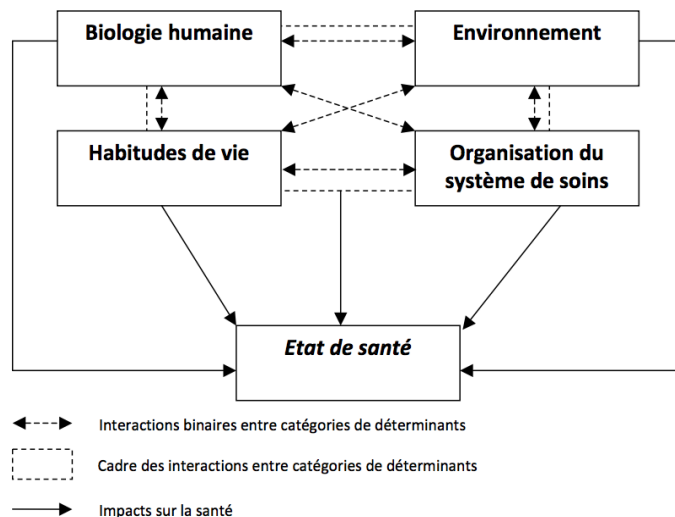 Biologie humaine
Environnement
Habitudes de vie
Organisation du
système de soins
Etat de santé
Interactions binaires entre catégories de déterminants
Cadre des interactions entre catégories de déterminants
Impacts sur la santé